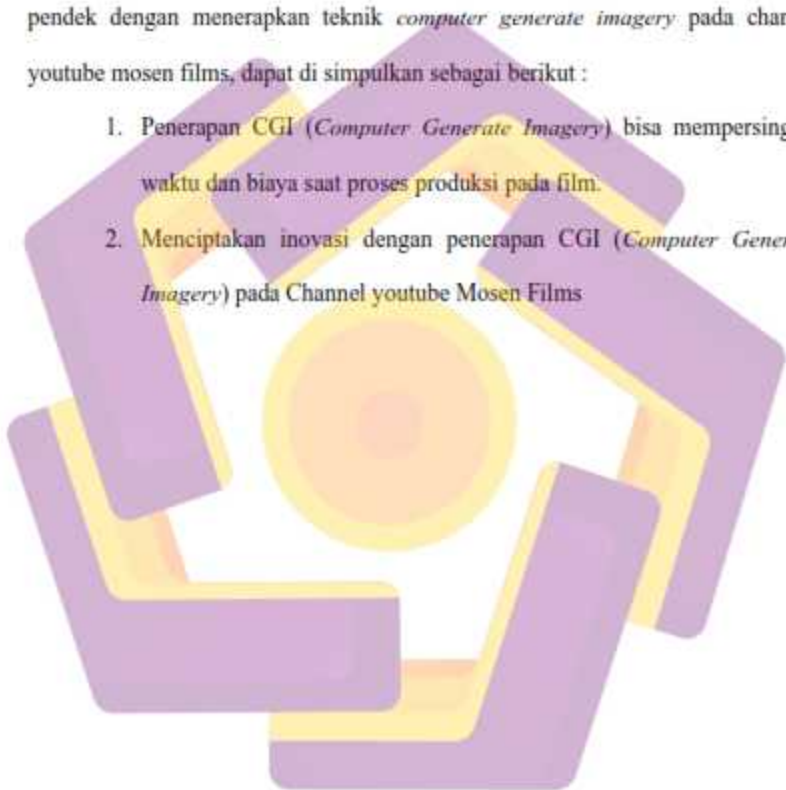 pendek dengan menerapkan teknik computer generate imagery pada chan
youtube mosen films, dapat di simpulkan sebagai berikut :
1. Penerapan CGI (Computer Generate Imagery) bisa mempersing
waktu dan biaya saat proses produksi pada film.
2. Menciptakan inovasi dengan penerapan CGI (Computer Gener
Imagery) pada Channel youtube Mosen Films